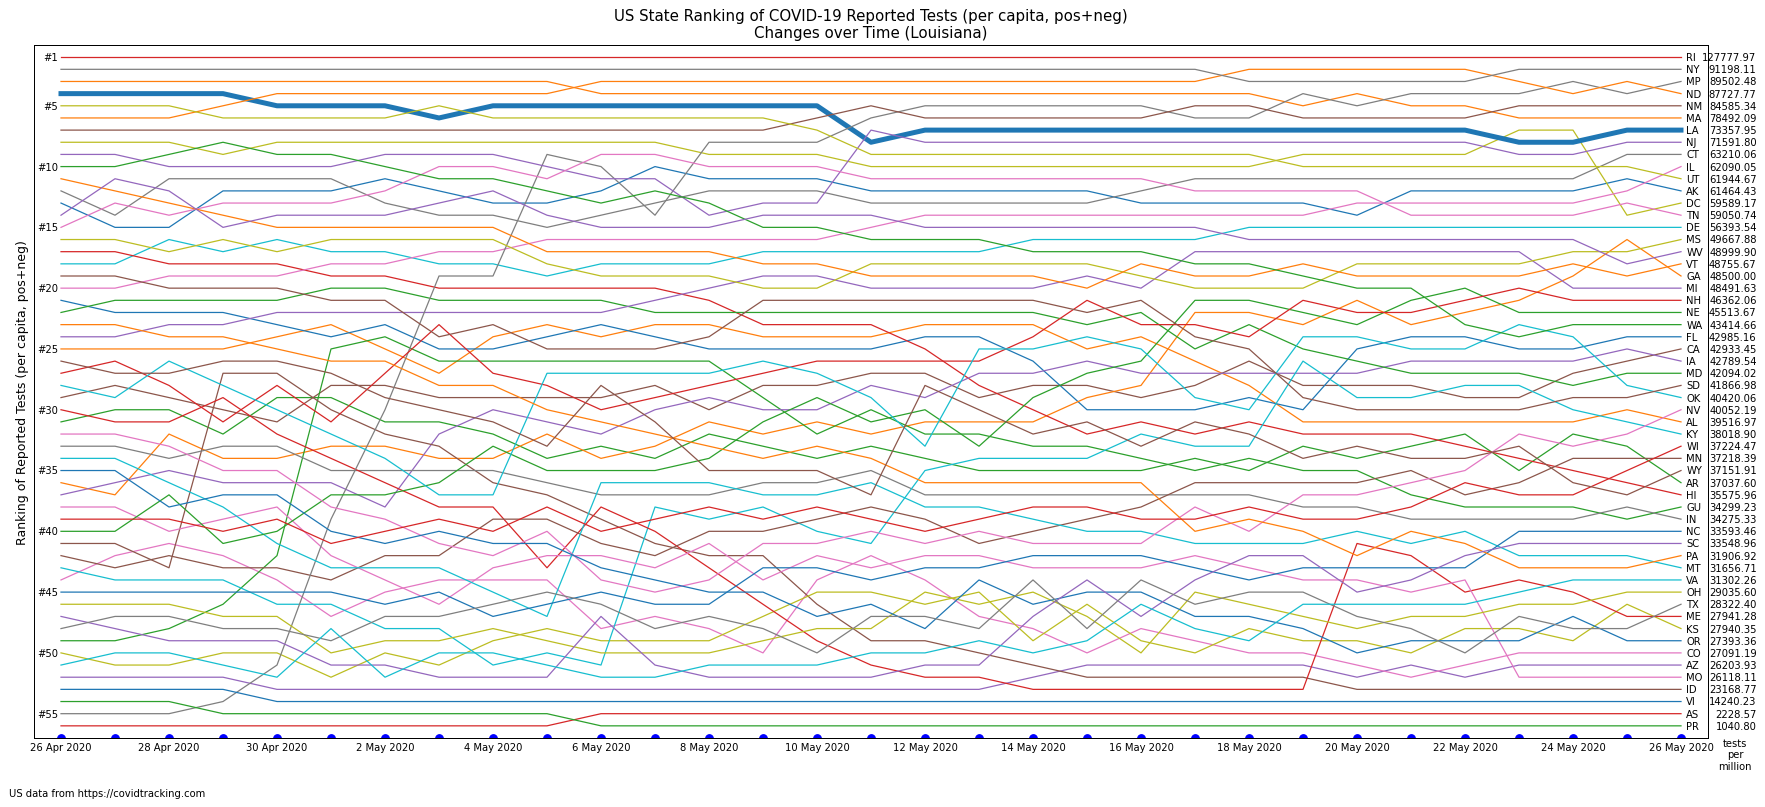 US State Ranking of COVID-19 Reported Tests (per capita, pos+neg)
Changes over Time (Louisiana)
Ranking of Reported Tests (per capita, pos+neg)
#1
#5
#10
#15
#20
#25
#30
#35
#40
#45
#50
#55
RI 127777.97
NY 91198.11
MP 89502.48
ND 87727.77
NM 84585.34
MA 78492.09
LA 73357.95
NJ 71591.80
CT 63210.06
IL 62090.05
UT 61944.67
AK 61464.43
DC 59589.17
TN 59050.74
DE 56393.54
MS 49667.88
WV 48999.90
VT 48755.67
GA 48500.00
MI 48491.63
NH 46362.06
NE 45513.67
WA 43414.66
FL 42985.16
CA 42933.45
IA 42789.54
MD 42094.02
SD 41866.98
OK 40420.06
NV 40052.19
AL 39516.97
KY 38018.90
WI 37224.47
MN 37218.39
WY 37151.91
AR 37037.60
HI 35575.96
GU 34299.23
IN 34275.33
NC 33593.46
SC 33548.96
PA 31906.92
MT 31656.71
VA 31302.26
OH 29035.60
TX 28322.40
ME 27941.28
KS 27940.35
OR 27393.36
CO 27091.19
AZ 26203.93
MO 26118.11
ID 23168.77
VI 14240.23
AS 2228.57
PR 1040.80
26 Apr 2020 28 Apr 2020 30 Apr 2020 2 May 2020 4 May 2020 6 May 2020 8 May 2020 10 May 2020 12 May 2020 14 May 2020 16 May 2020 18 May 2020 20 May 2020 22 May 2020 24 May 2020 26 May 2020
tests
per
million
US data from https://covidtracking.com